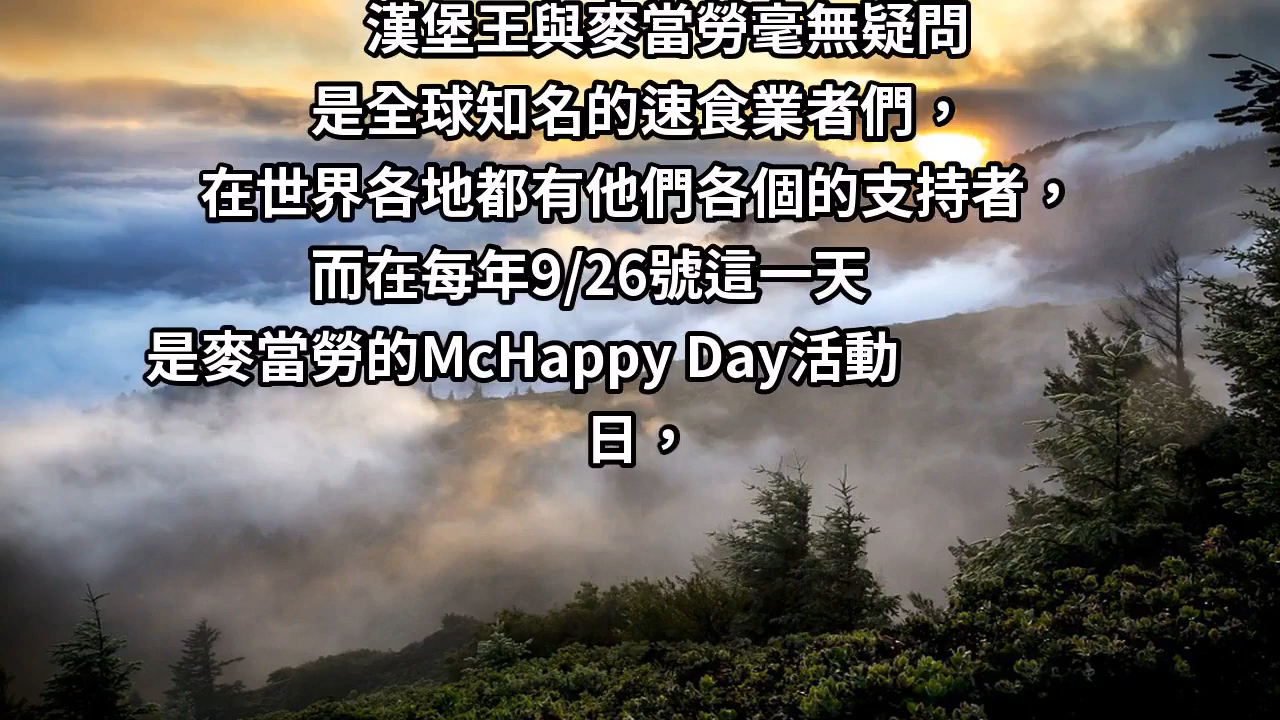 漢堡王與麥當勞毫無疑問
是全球知名的速食業者們，
在世界各地都有他們各個的支持者，
而在每年9/26號這一天
是麥當勞的McHappy Day活動
日，